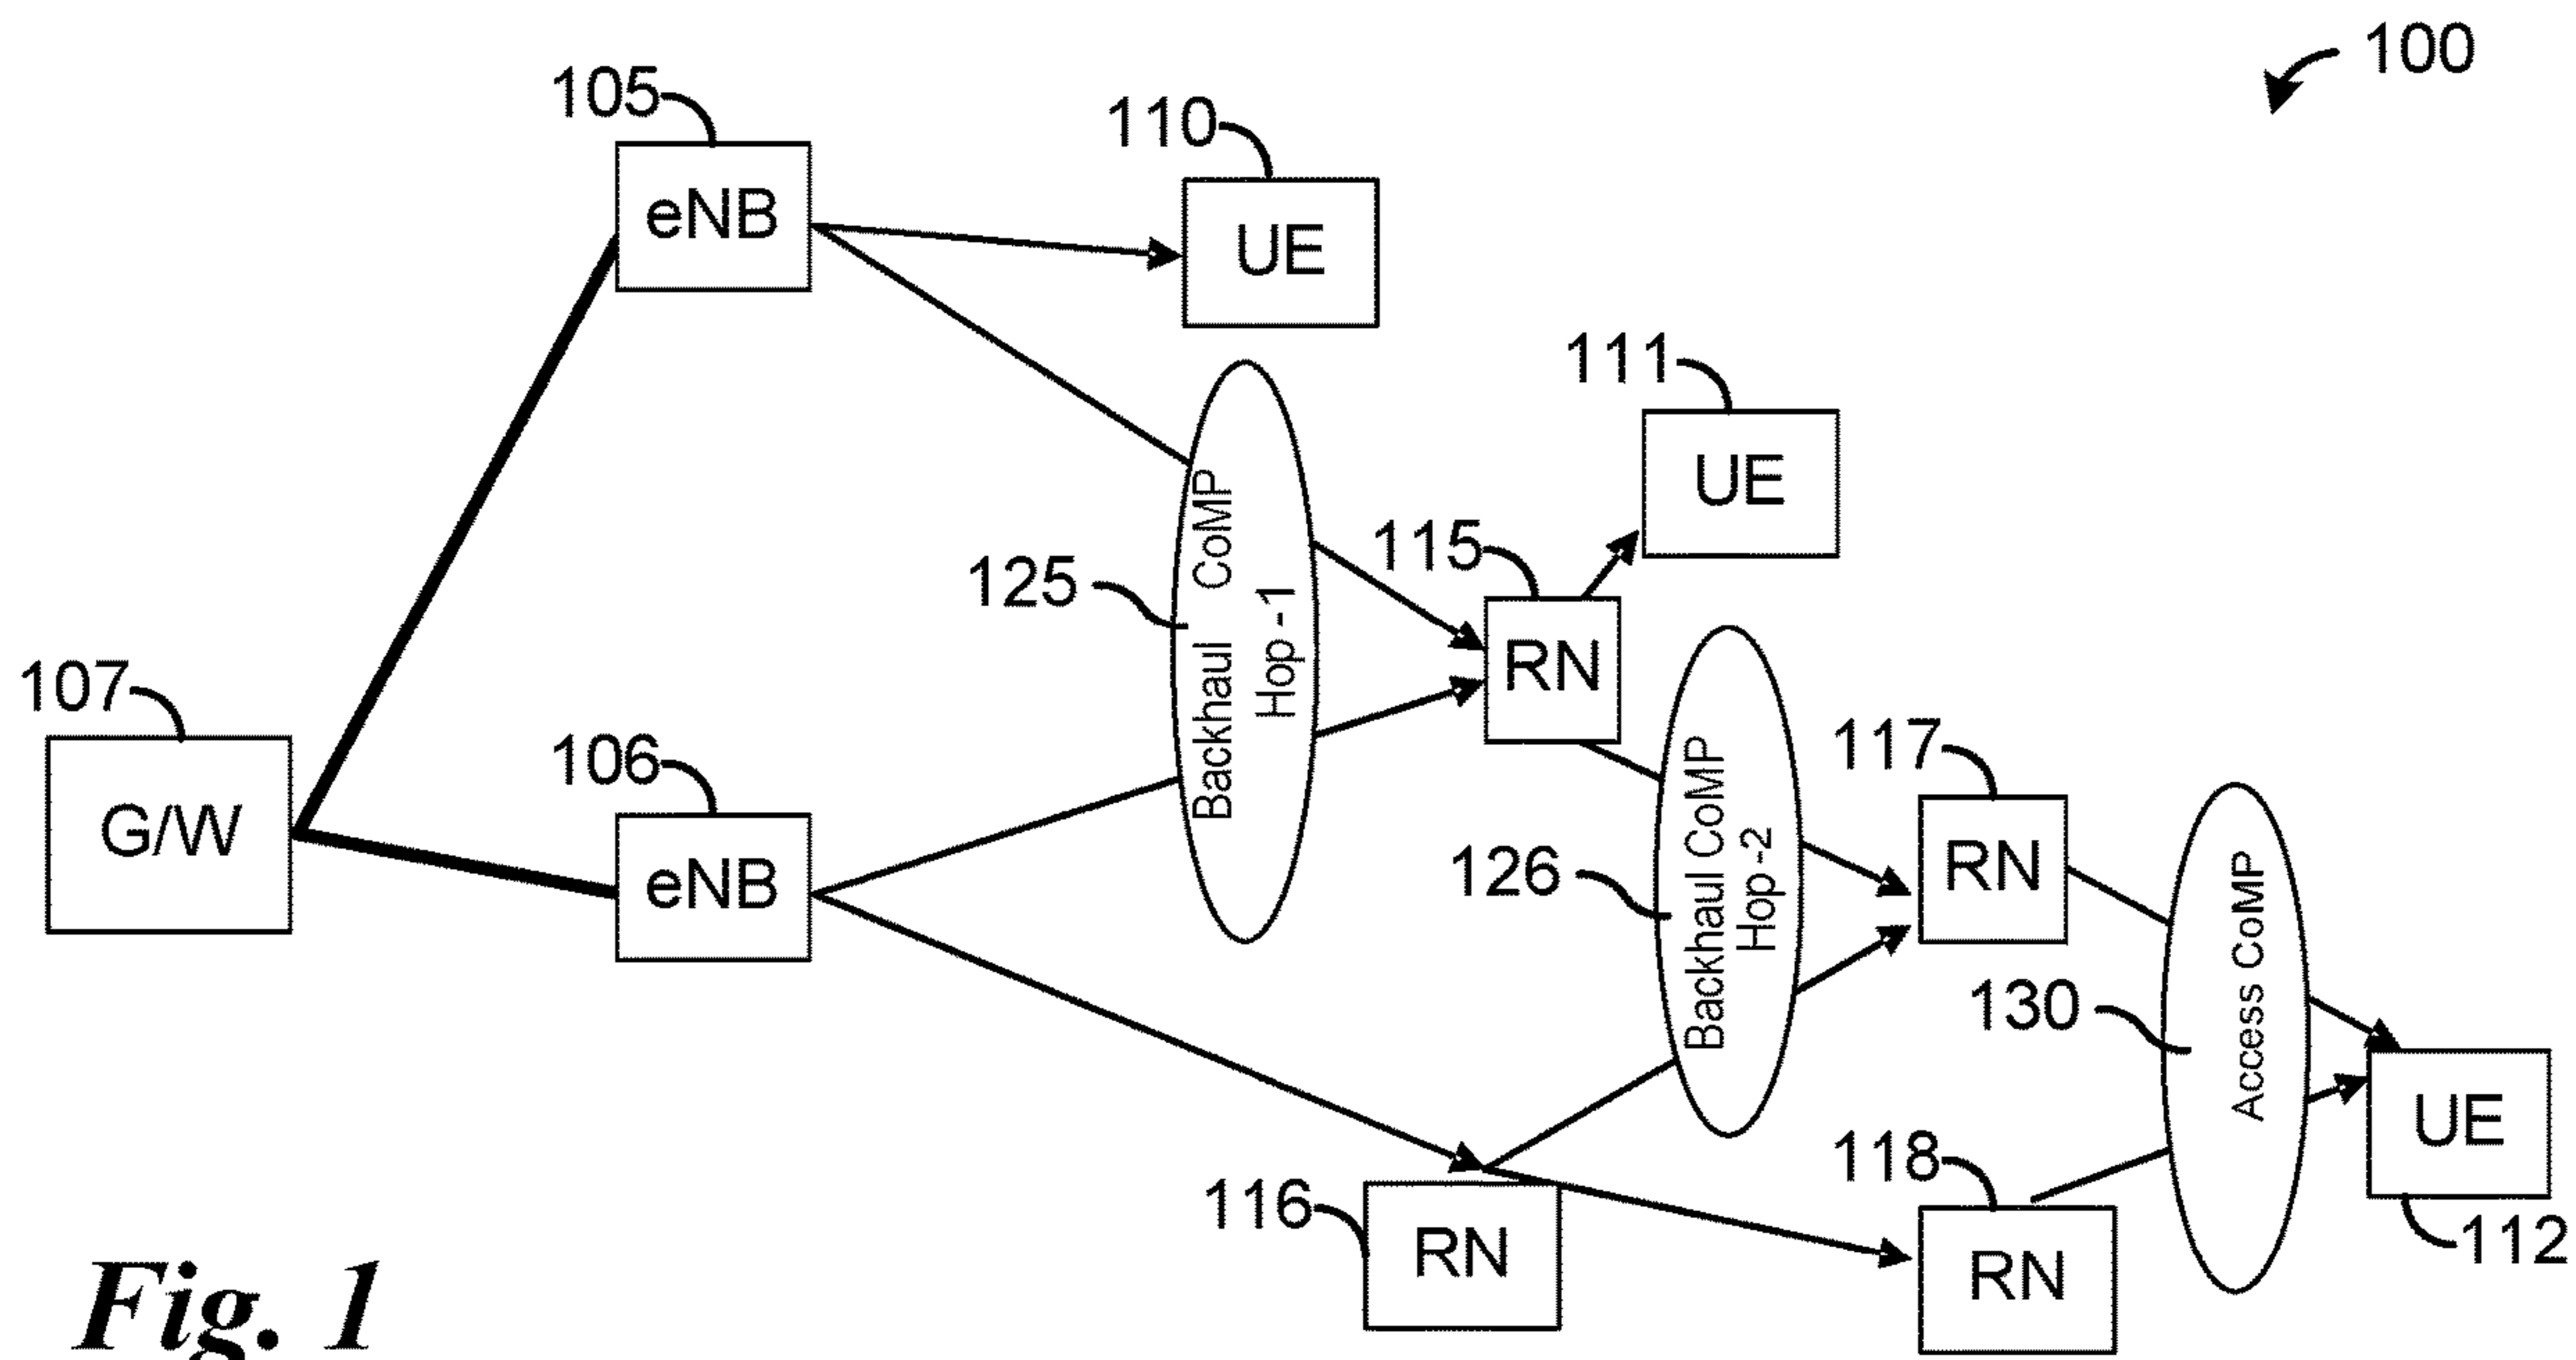 100
105
eNB
110
UE
111
UE
125
Backhaul CoMP
Hop-1
115
RN
107
G/W
106
eNB
126
Backhaul CoMP
Hop-2
117
RN
130
Access CoMP
116
RN
118
RN
UE
112
Fig. 1